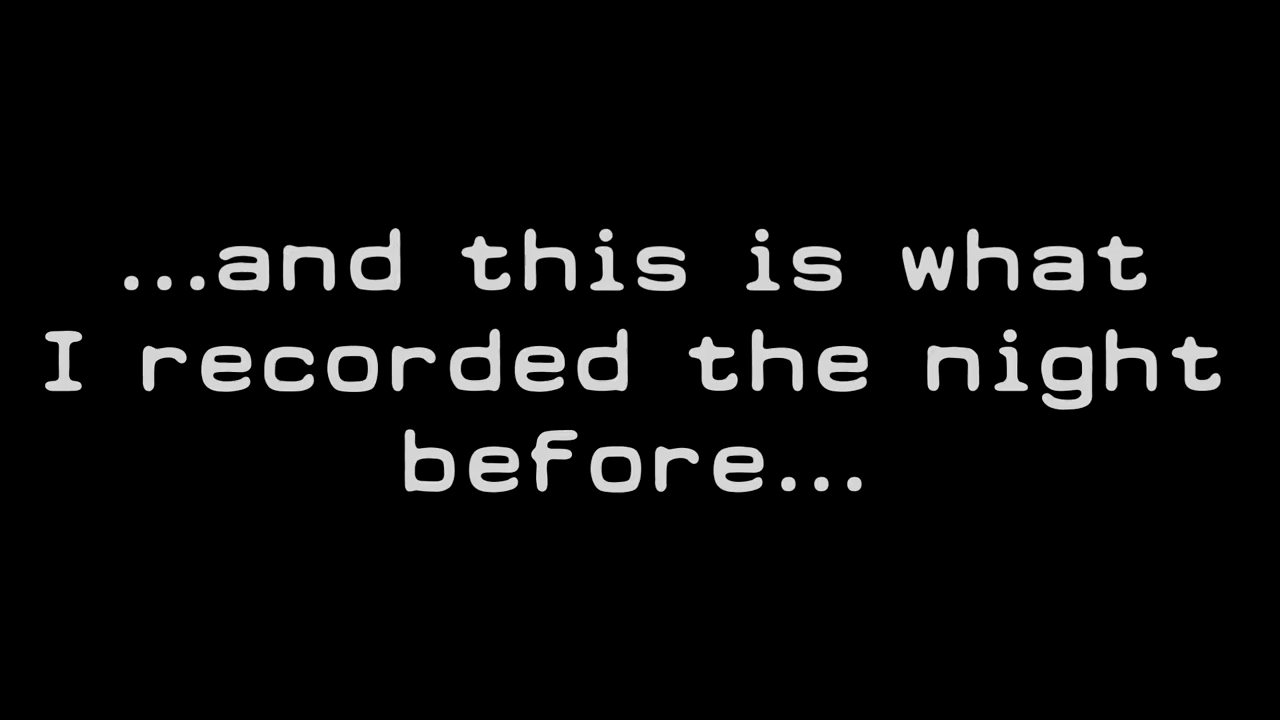 ...and this is what
I recorded the night
before...